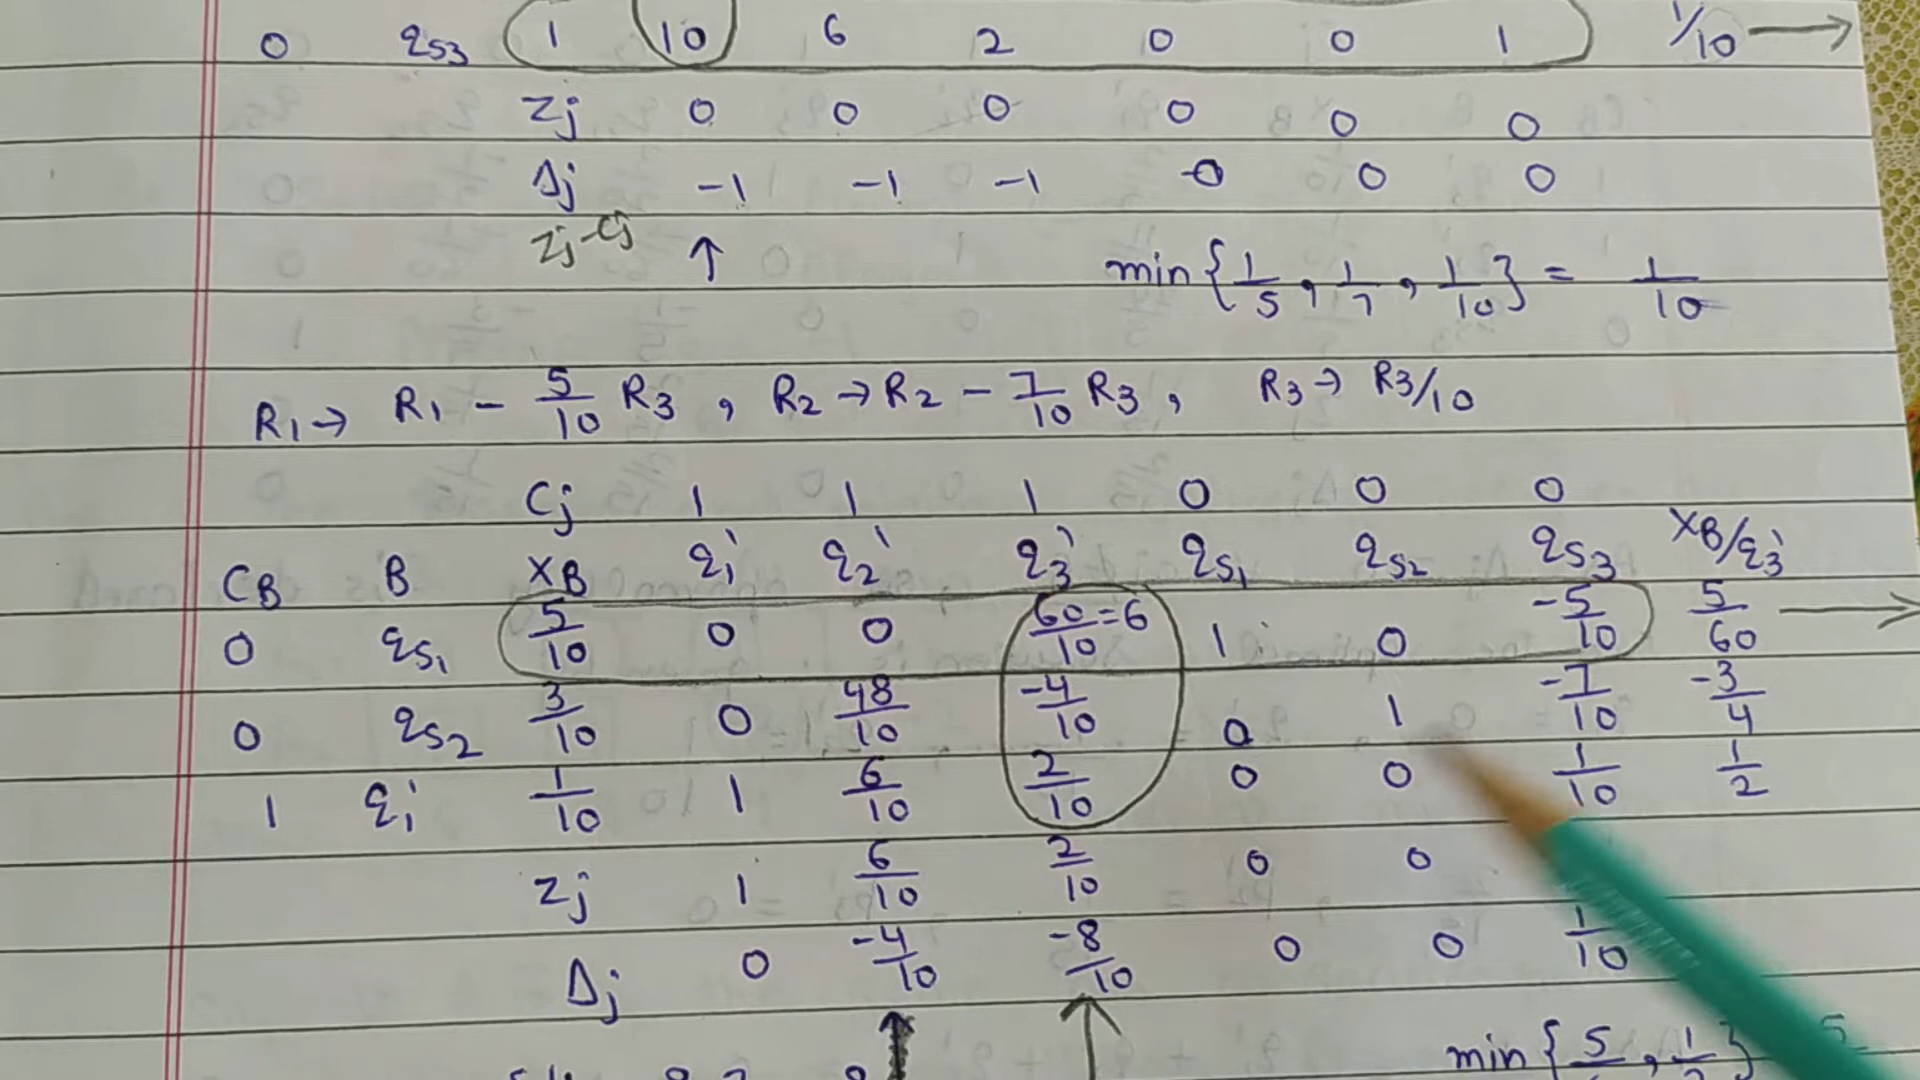 0 qs3 1 10 6 2 0 0 1 1/10 →
Zj 0 0 0 0 0 0
Δj -1 -1 -1 0 0 0
Zj-Cj ↑ min{1/5, 1/7, 1/10} = 1/10
R1→ R1 - 5/10 R3, R2→R2 - 7/10 R3, R3→ R3/10
Cj 1 1 1 0 0 0
CB B XB q1' q2' q3' qs1 qs2 qs3 XB/q3'
0 qs1 5/10 0 0 60/10=6 1 0 -5/10 5/60 →
0 qs2 3/10 0 48/10 -4/10 0 1 -7/10 -3/4
1 q1' 1/10 1 6/10 2/10 0 0 1/10 1/2
Zj 1 6/10 2/10 0 0
Δj 0 -4/10 -8/10 0 0 1/10
min{